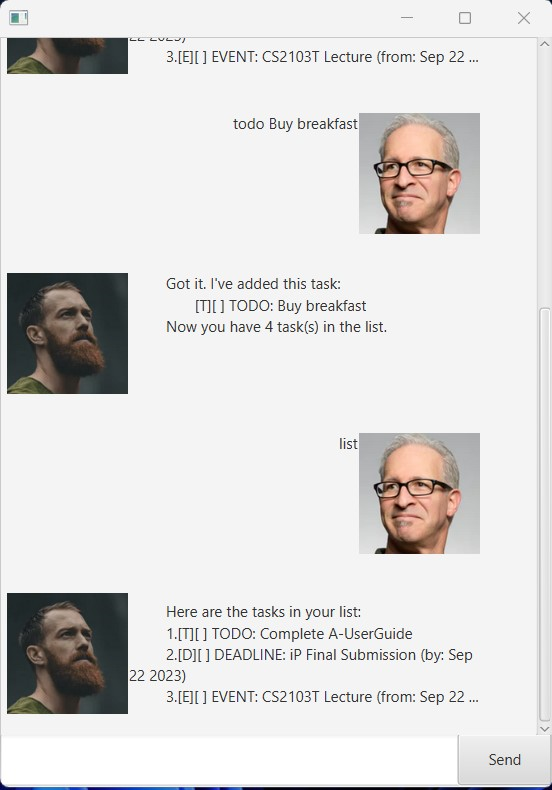 22 2023)
3.[E][ ] EVENT: CS2103T Lecture (from: Sep 22 ...
todo Buy breakfast
Got it. I've added this task:
[T][ ] TODO: Buy breakfast
Now you have 4 task(s) in the list.
list
Here are the tasks in your list:
1.[T][ ] TODO: Complete A-UserGuide
2.[D][ ] DEADLINE: iP Final Submission (by: Sep
22 2023)
3.[E][ ] EVENT: CS2103T Lecture (from: Sep 22 ...
Send